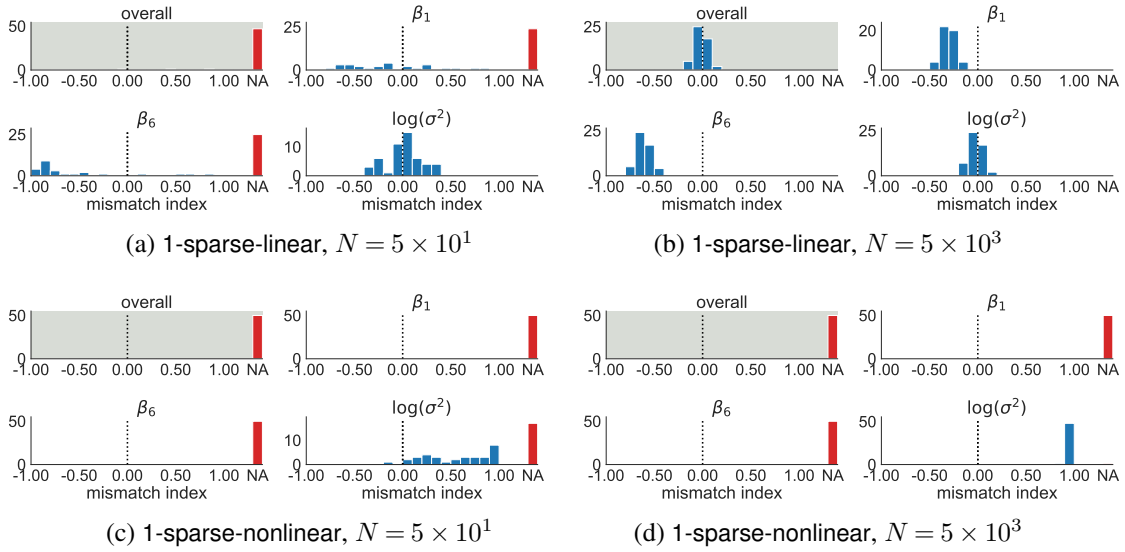 overall
50
0
-1.00 -0.50 0.00 0.50 1.00 NA
β₁
25
0
-1.00 -0.50 0.00 0.50 1.00 NA
β₆
25
0
-1.00 -0.50 0.00 0.50 1.00 NA
mismatch index
log(σ²)
10
0
-1.00 -0.50 0.00 0.50 1.00 NA
mismatch index
(a) 1-sparse-linear, N = 5 × 10¹
overall
25
0
-1.00 -0.50 0.00 0.50 1.00 NA
β₁
20
0
-1.00 -0.50 0.00 0.50 1.00 NA
β₆
25
0
-1.00 -0.50 0.00 0.50 1.00 NA
mismatch index
log(σ²)
25
0
-1.00 -0.50 0.00 0.50 1.00 NA
mismatch index
(b) 1-sparse-linear, N = 5 × 10³
overall
50
0
-1.00 -0.50 0.00 0.50 1.00 NA
β₁
50
0
-1.00 -0.50 0.00 0.50 1.00 NA
β₆
50
0
-1.00 -0.50 0.00 0.50 1.00 NA
mismatch index
log(σ²)
10
0
-1.00 -0.50 0.00 0.50 1.00 NA
mismatch index
(c) 1-sparse-nonlinear, N = 5 × 10¹
overall
50
0
-1.00 -0.50 0.00 0.50 1.00 NA
β₁
50
0
-1.00 -0.50 0.00 0.50 1.00 NA
β₆
50
0
-1.00 -0.50 0.00 0.50 1.00 NA
mismatch index
log(σ²)
25
0
-1.00 -0.50 0.00 0.50 1.00 NA
mismatch index
(d) 1-sparse-nonlinear, N = 5 × 10³